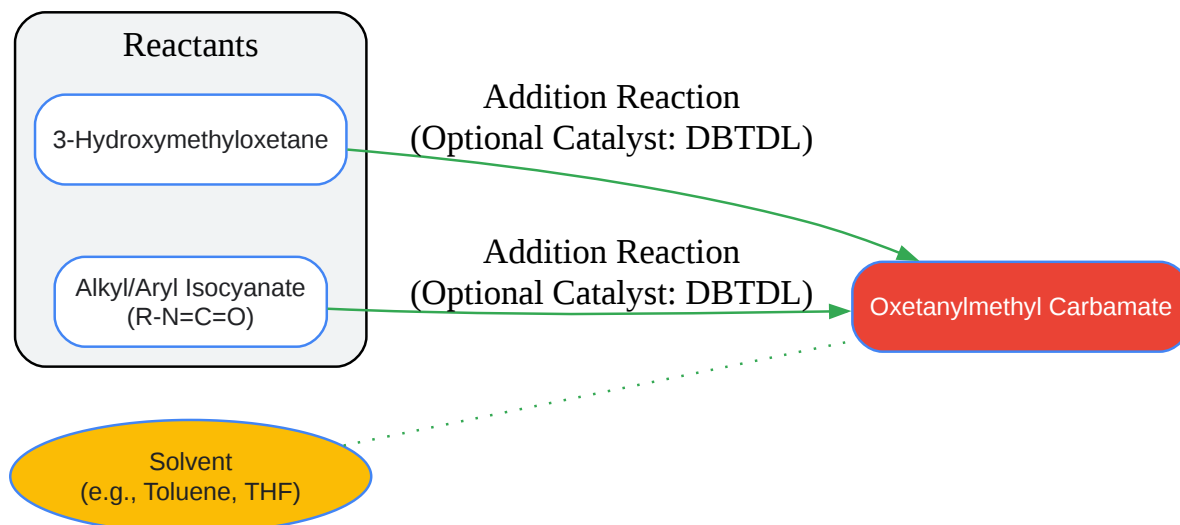 Reactants
3-Hydroxymethyloxetane
Addition Reaction
(Optional Catalyst: DBTDL)
Alkyl/Aryl Isocyanate
(R-N=C=O)
Addition Reaction
(Optional Catalyst: DBTDL)
Oxetanylmethyl Carbamate
Solvent
(e.g., Toluene, THF)